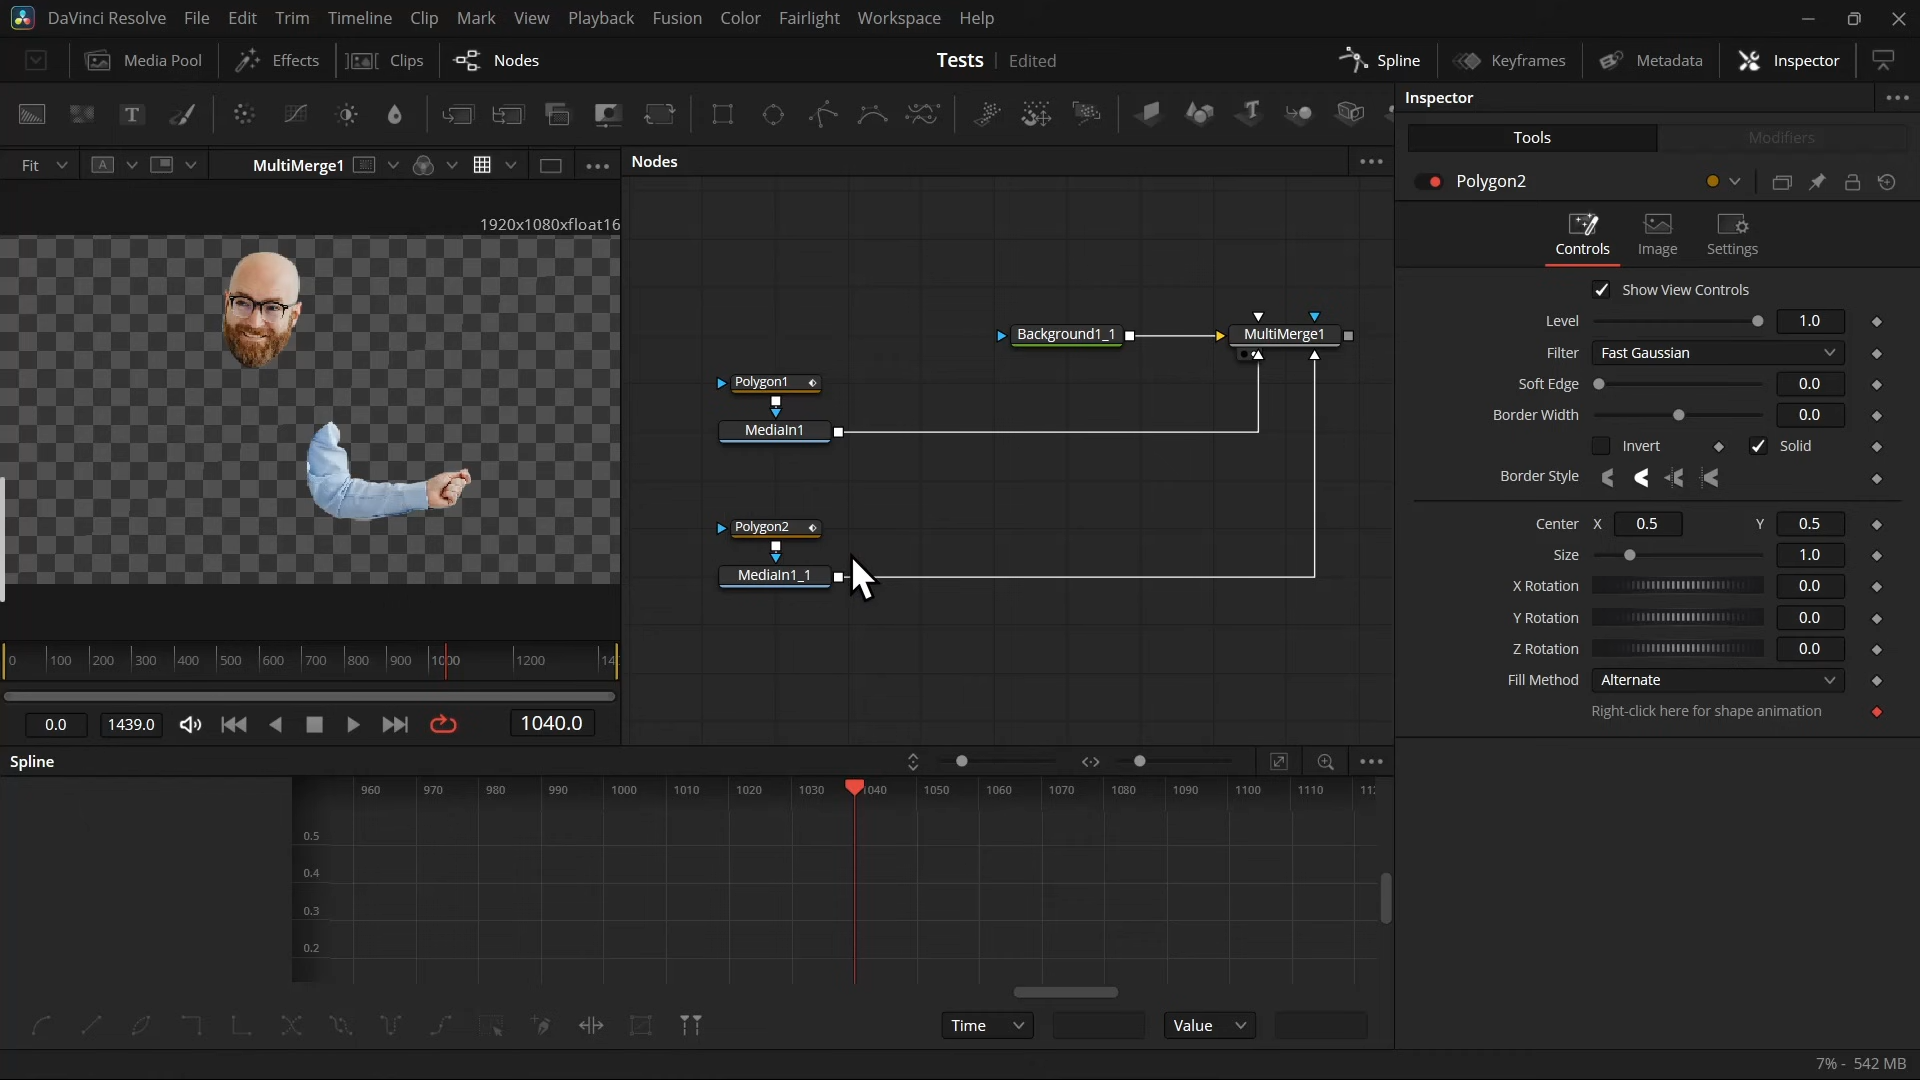 DaVinci Resolve File Edit Trim Timeline Clip Mark View Playback Fusion Color Fairlight Workspace Help
Media Pool Effects Clips Nodes Tests Edited Spline Keyframes Metadata Inspector
Inspector
Tools Modifiers
Fit A MultiMerge1 Nodes
Polygon2
Controls Image Settings
1920x1080xfloat16
Show View Controls
Level 1.0
Filter Fast Gaussian
Soft Edge 0.0
Border Width 0.0
Invert Solid
Border Style
Center X 0.5 Y 0.5
Size 1.0
X Rotation 0.0
Y Rotation 0.0
Z Rotation 0.0
Fill Method Alternate
Right-click here for shape animation
Background1_1 MultiMerge1
Polygon1
MediaIn1
Polygon2
MediaIn1_1
0 100 200 300 400 500 600 700 800 900 1000 1200 14
0.0 1439.0 1040.0
Spline
960 970 980 990 1000 1010 1020 1030 1040 1050 1060 1070 1080 1090 1100 1110 11
0.5
0.4
0.3
0.2
Time Value
7% - 542 MB